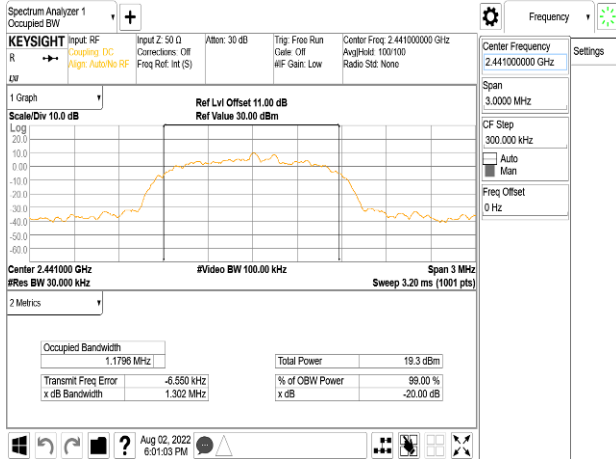 Spectrum Analyzer 1
Occupied BW
+
Frequency
KEYSIGHT
R
Input: RF
Coupling: DC
Align: Auto/No RF
Input Z: 50 Ω
Corrections: Off
Freq Ref: Int (S)
Atten: 30 dB
Trig: Free Run
Gate: Off
#IF Gain: Low
Center Freq: 2.441000000 GHz
Avg|Hold: 100/100
Radio Std: None
Center Frequency
2.441000000 GHz
Settings
Span
3.0000 MHz
CF Step
300.000 kHz
Auto
Man
Freq Offset
0 Hz
1 Graph
Scale/Div 10.0 dB
Ref Lvl Offset 11.00 dB
Ref Value 30.00 dBm
Log
20.0
10.0
0.00
-10.0
-20.0
-30.0
-40.0
-50.0
-60.0
Center 2.441000 GHz
#Video BW 100.00 kHz
Span 3 MHz
#Res BW 30.000 kHz
Sweep 3.20 ms (1001 pts)
2 Metrics
Occupied Bandwidth
1.1796 MHz
Total Power 19.3 dBm
Transmit Freq Error -6.550 kHz
% of OBW Power 99.00 %
x dB Bandwidth 1.302 MHz
x dB -20.00 dB
?
Aug 02, 2022
6:01:03 PM